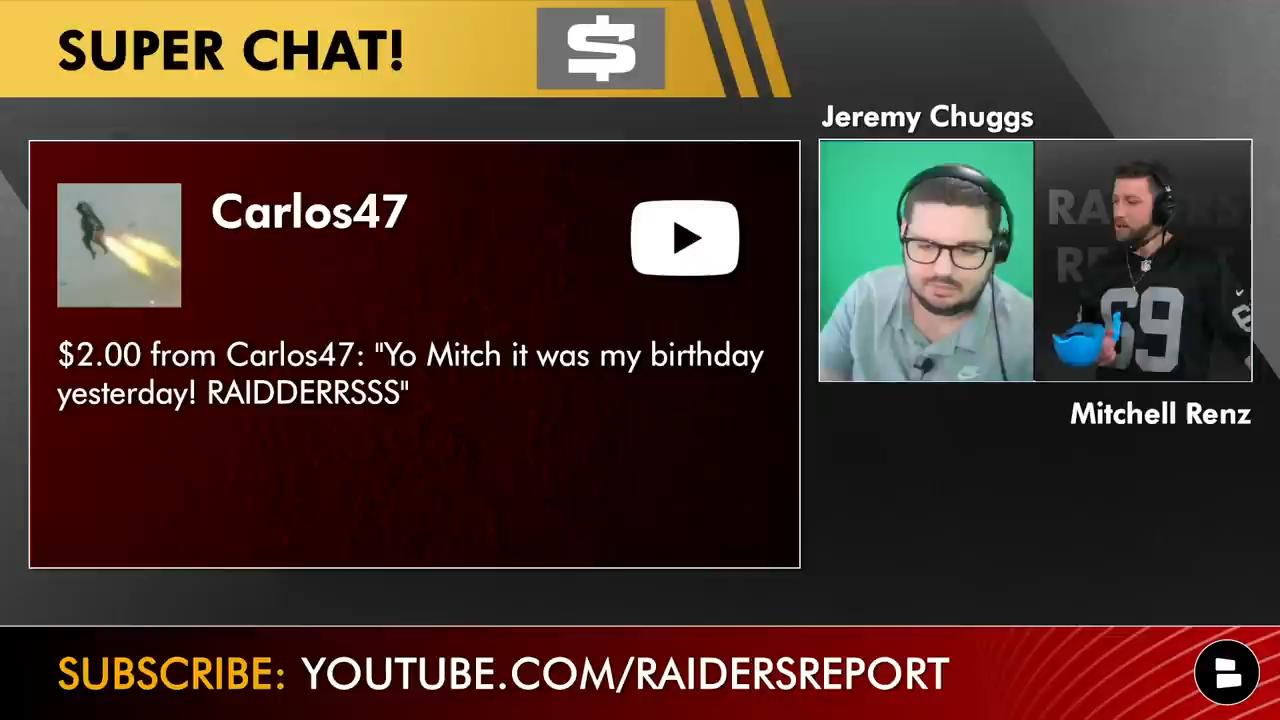 SUPER CHAT!
$
Jeremy Chuggs
Carlos47
$2.00 from Carlos47: "Yo Mitch it was my birthday
yesterday! RAIDDERRSSS"
69
Mitchell Renz
SUBSCRIBE: YOUTUBE.COM/RAIDERSREPORT